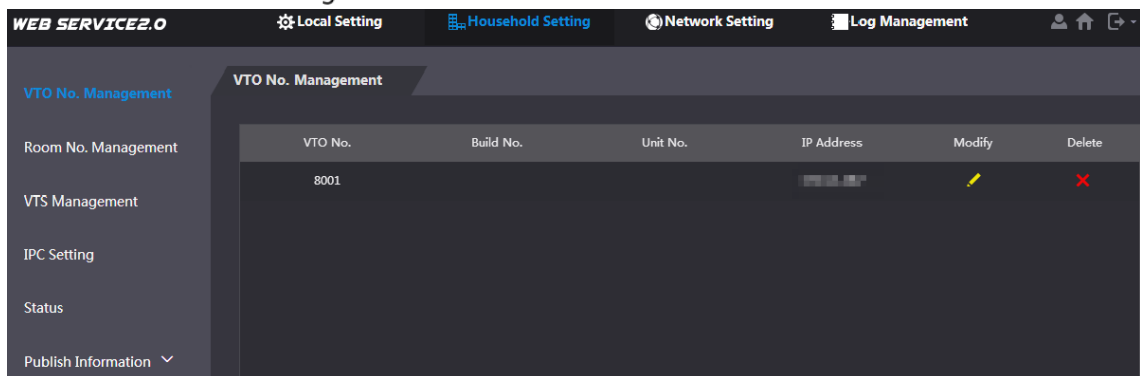 WEB SERVICE2.0 Local Setting Household Setting Network Setting Log Management
VTO No. Management
VTO No. Management
Room No. Management
VTS Management
IPC Setting
Status
Publish Information
VTO No. Build No. Unit No. IP Address Modify Delete
8001